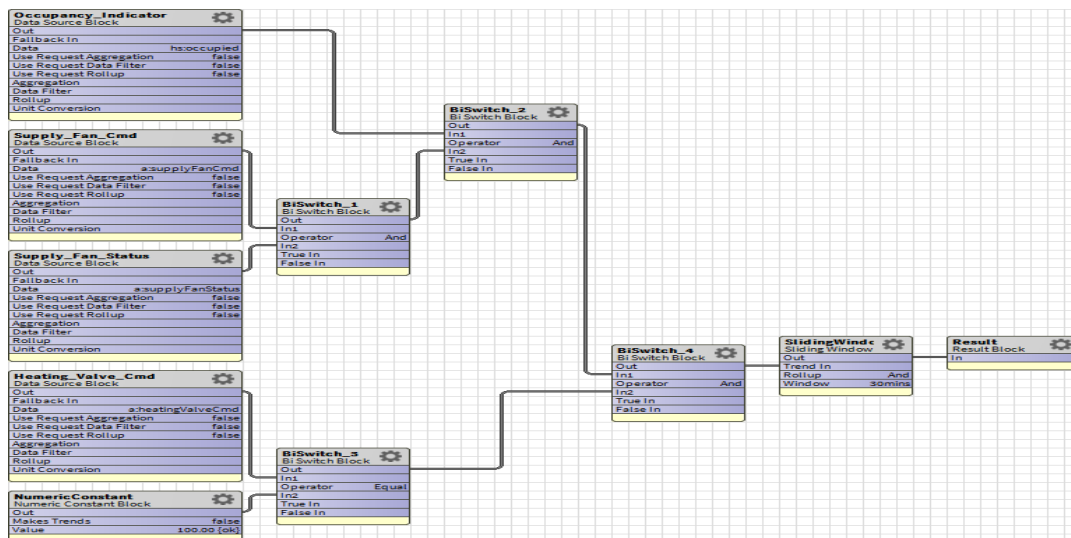 Occupancy_Indicator
Data Source Block
Out
Fallback In
Data hs:occupied
Use Request Aggregation false
Use Request Data Filter false
Use Request Rollup false
Aggregation
Data Filter
Rollup
Unit Conversion
Supply_Fan_Cmd
Data Source Block
Out
Fallback In
Data a:supplyFanCmd
Use Request Aggregation false
Use Request Data Filter false
Use Request Rollup false
Aggregation
Data Filter
Rollup
Unit Conversion
Supply_Fan_Status
Data Source Block
Out
Fallback In
Data a:supplyFanStatus
Use Request Aggregation false
Use Request Data Filter false
Use Request Rollup false
Aggregation
Data Filter
Rollup
Unit Conversion
Heating_Valve_Cmd
Data Source Block
Out
Fallback In
Data a:heatingValveCmd
Use Request Aggregation false
Use Request Data Filter false
Use Request Rollup false
Aggregation
Data Filter
Rollup
Unit Conversion
NumericConstant
Numeric Constant Block
Out
Makes Trends false
Value 100.00 {ok}
BiSwitch_1
Bi Switch Block
Out
In1
Operator And
In2
True In
False In
BiSwitch_3
Bi Switch Block
Out
In1
Operator Equal
In2
True In
False In
BiSwitch_2
Bi Switch Block
Out
In1
Operator And
In2
True In
False In
BiSwitch_4
Bi Switch Block
Out
In1
Operator And
In2
True In
False In
SlidingWindo
Sliding Window
Out
Trend In
Rollup And
Window 30mins
Result
Result Block
In